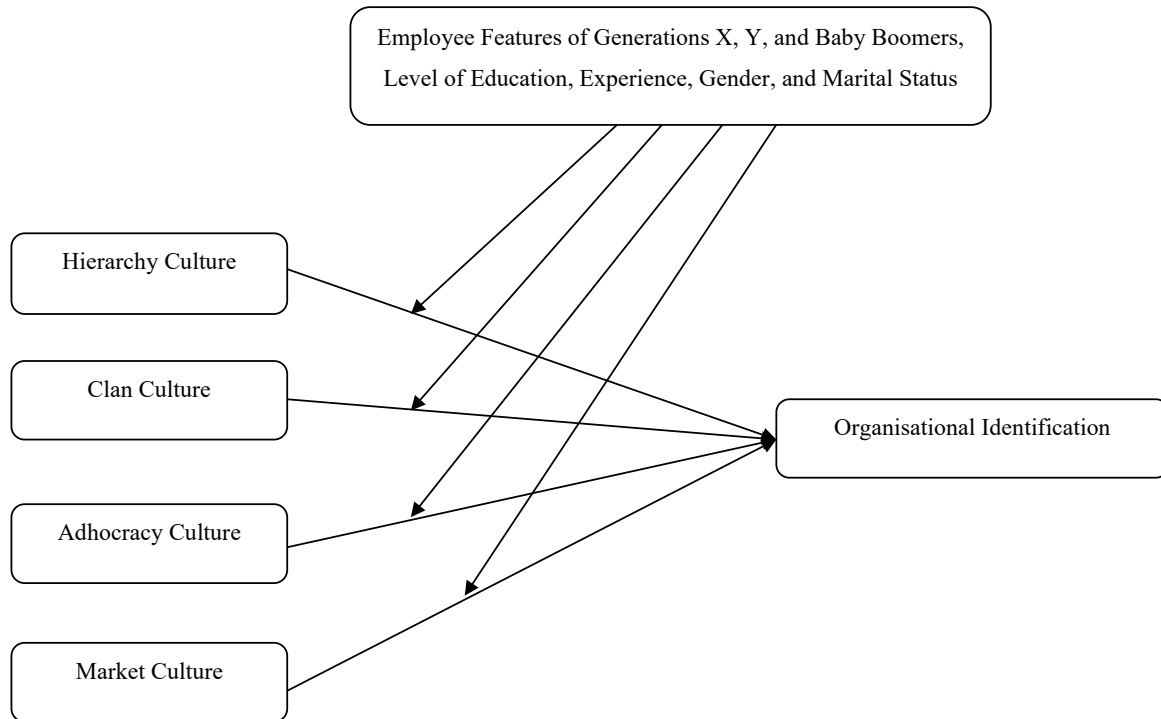 Employee Features of Generations X, Y, and Baby Boomers,
Level of Education, Experience, Gender, and Marital Status
Hierarchy Culture
Clan Culture
Organisational Identification
Adhocracy Culture
Market Culture